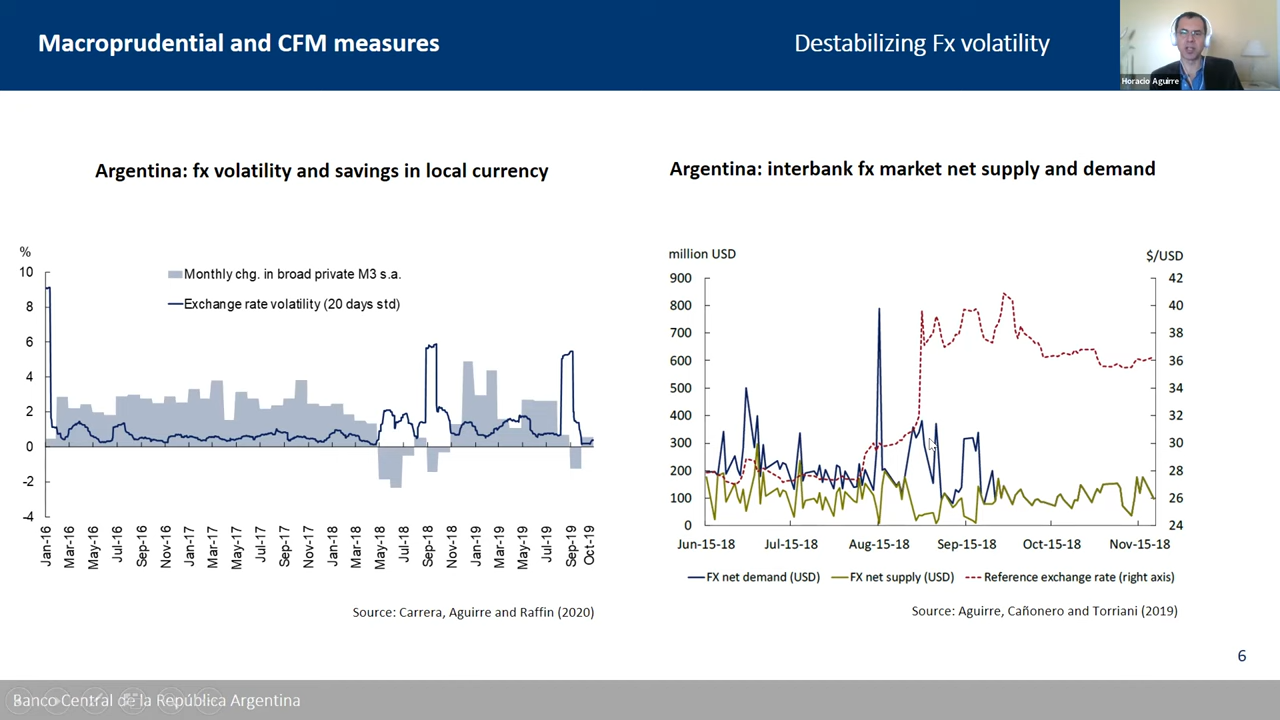 Macroprudential and CFM measures
Destabilizing Fx volatility
Horacio Aguirre
Argentina: fx volatility and savings in local currency
%
10
8
6
4
2
0
-2
-4
Monthly chg. in broad private M3 s.a.
Exchange rate volatility (20 days std)
Jan-16
Mar-16
May-16
Jul-16
Sep-16
Nov-16
Jan-17
Mar-17
May-17
Jul-17
Sep-17
Nov-17
Jan-18
Mar-18
May-18
Jul-18
Sep-18
Nov-18
Jan-19
Mar-19
May-19
Jul-19
Sep-19
Oct-19
Source: Carrera, Aguirre and Raffin (2020)
Argentina: interbank fx market net supply and demand
million USD
$/USD
900
800
700
600
500
400
300
200
100
0
42
40
38
36
34
32
30
28
26
24
Jun-15-18 Jul-15-18 Aug-15-18 Sep-15-18 Oct-15-18 Nov-15-18
FX net demand (USD) FX net supply (USD) Reference exchange rate (right axis)
Source: Aguirre, Cañonero and Torriani (2019)
6
Banco Central de la República Argentina